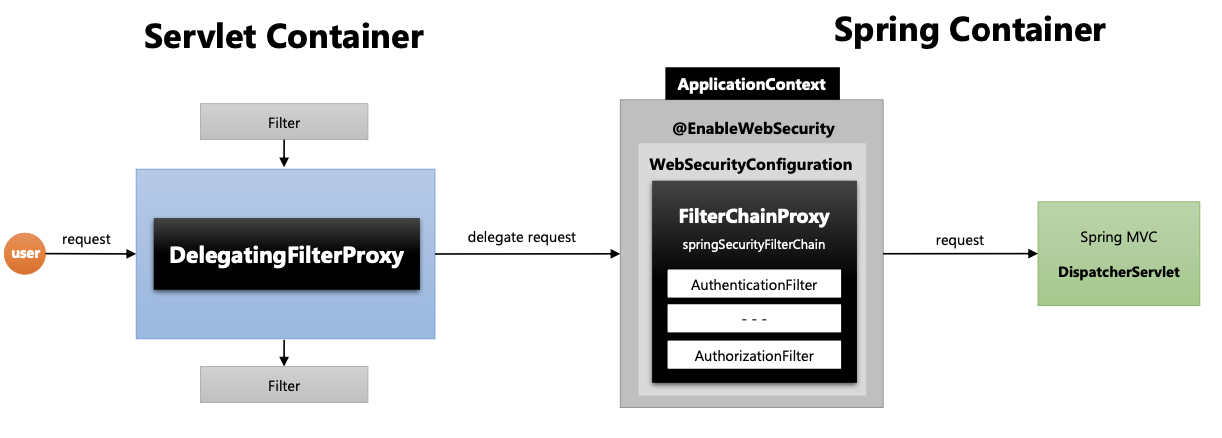 Servlet Container
Spring Container
ApplicationContext
Filter
@EnableWebSecurity
WebSecurityConfiguration
FilterChainProxy
springSecurityFilterChain
user
request
DelegatingFilterProxy
delegate request
request
Spring MVC
DispatcherServlet
AuthenticationFilter
- - -
AuthorizationFilter
Filter